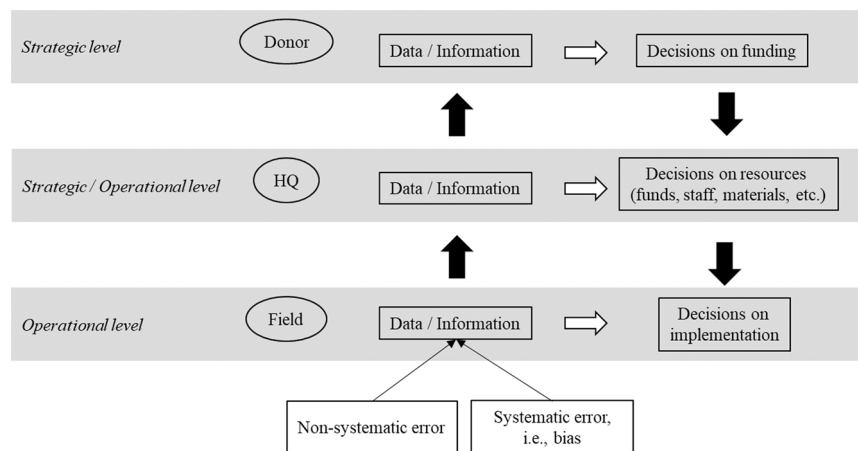 Strategic level
Donor
Data / Information
Decisions on funding
Strategic / Operational level
HQ
Data / Information
Decisions on resources
(funds, staff, materials, etc.)
Operational level
Field
Data / Information
Decisions on
implementation
Non-systematic error
Systematic error,
i.e., bias